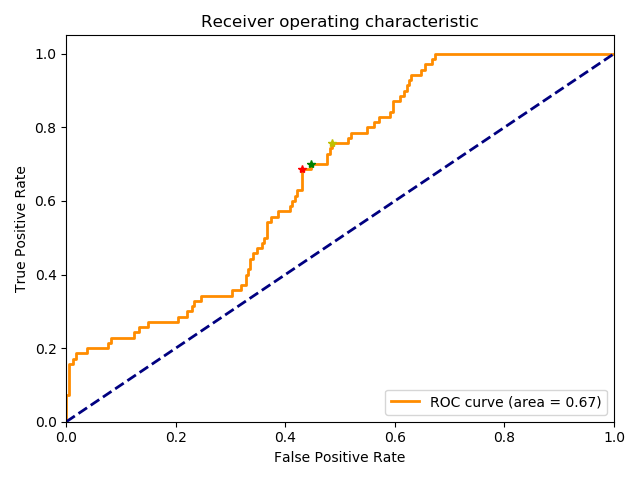 Receiver operating characteristic
True Positive Rate
1.0
0.8
0.6
0.4
0.2
0.0
ROC curve (area = 0.67)
0.0 0.2 0.4 0.6 0.8 1.0
False Positive Rate